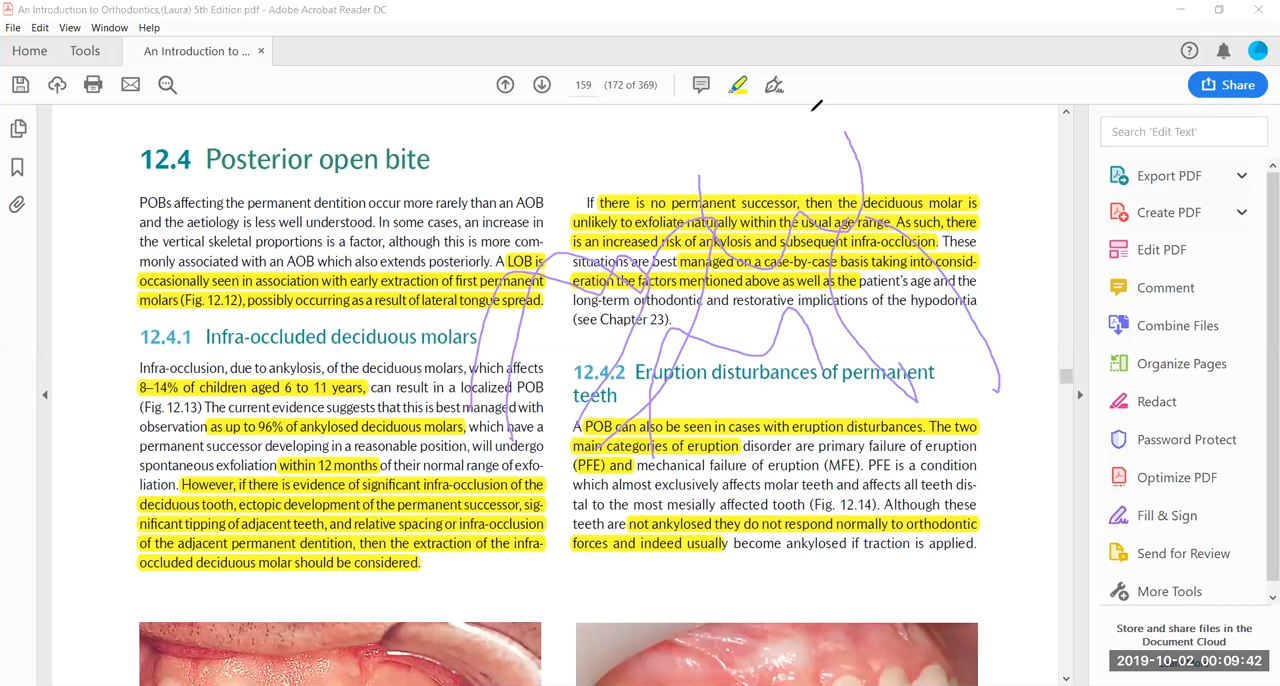 An Introduction to Orthodontics,(Laura) 5th Edition.pdf - Adobe Acrobat Reader DC
File Edit View Window Help
Home Tools An Introduction to ... ×
159 (172 of 369)
Share
12.4 Posterior open bite
POBs affecting the permanent dentition occur more rarely than an AOB
and the aetiology is less well understood. In some cases, an increase in
the vertical skeletal proportions is a factor, although this is more com-
monly associated with an AOB which also extends posteriorly. A LOB is
occasionally seen in association with early extraction of first permanent
molars (Fig. 12.12), possibly occurring as a result of lateral tongue spread.
12.4.1 Infra-occluded deciduous molars
Infra-occlusion, due to ankylosis, of the deciduous molars, which affects
8–14% of children aged 6 to 11 years, can result in a localized POB
(Fig. 12.13) The current evidence suggests that this is best managed with
observation as up to 96% of ankylosed deciduous molars, which have a
permanent successor developing in a reasonable position, will undergo
spontaneous exfoliation within 12 months of their normal range of exfo-
liation. However, if there is evidence of significant infra-occlusion of the
deciduous tooth, ectopic development of the permanent successor, sig-
nificant tipping of adjacent teeth, and relative spacing or infra-occlusion
of the adjacent permanent dentition, then the extraction of the infra-
occluded deciduous molar should be considered.
If there is no permanent successor, then the deciduous molar is
unlikely to exfoliate naturally within the usual age range. As such, there
is an increased risk of ankylosis and subsequent infra-occlusion. These
situations are best managed on a case-by-case basis taking into consid-
eration the factors mentioned above as well as the patient's age and the
long-term orthodontic and restorative implications of the hypodontia
(see Chapter 23).
12.4.2 Eruption disturbances of permanent
teeth
A POB can also be seen in cases with eruption disturbances. The two
main categories of eruption disorder are primary failure of eruption
(PFE) and mechanical failure of eruption (MFE). PFE is a condition
which almost exclusively affects molar teeth and affects all teeth dis-
tal to the most mesially affected tooth (Fig. 12.14). Although these
teeth are not ankylosed they do not respond normally to orthodontic
forces and indeed usually become ankylosed if traction is applied.
Search 'Edit Text'
Export PDF
Create PDF
Edit PDF
Comment
Combine Files
Organize Pages
Redact
Password Protect
Optimize PDF
Fill & Sign
Send for Review
More Tools
Store and share files in the
Document Cloud
2019-10-02 00:09:42